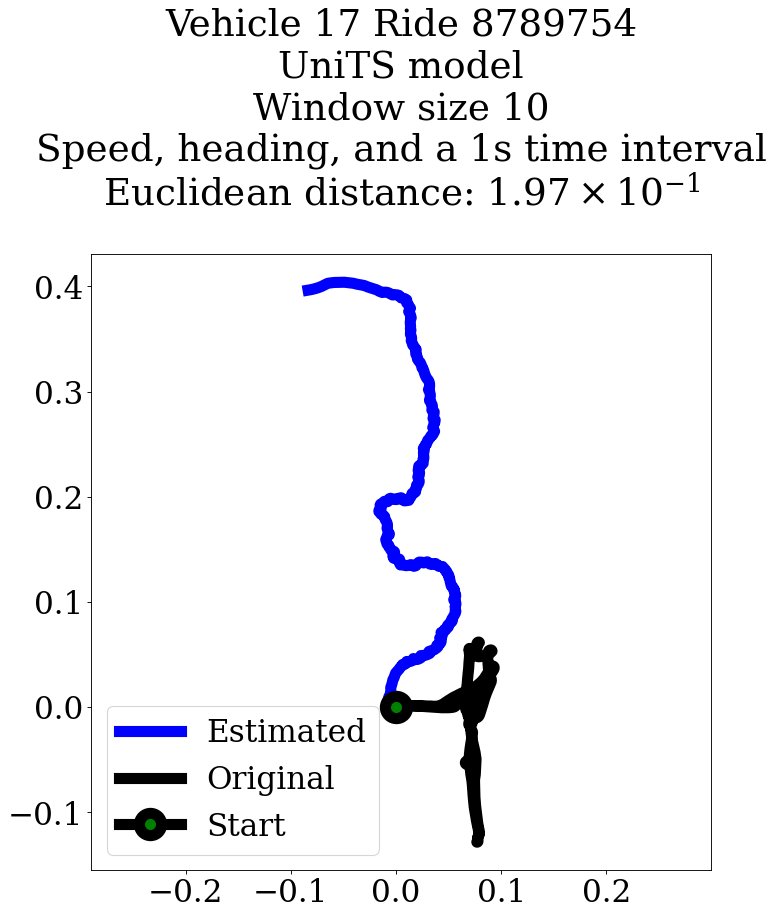 Vehicle 17 Ride 8789754
UniTS model
Window size 10
Speed, heading, and a 1s time interval
Euclidean distance: 1.97 × 10⁻¹
0.4
0.3
0.2
0.1
0.0
−0.1
Estimated
Original
Start
−0.2 −0.1 0.0 0.1 0.2